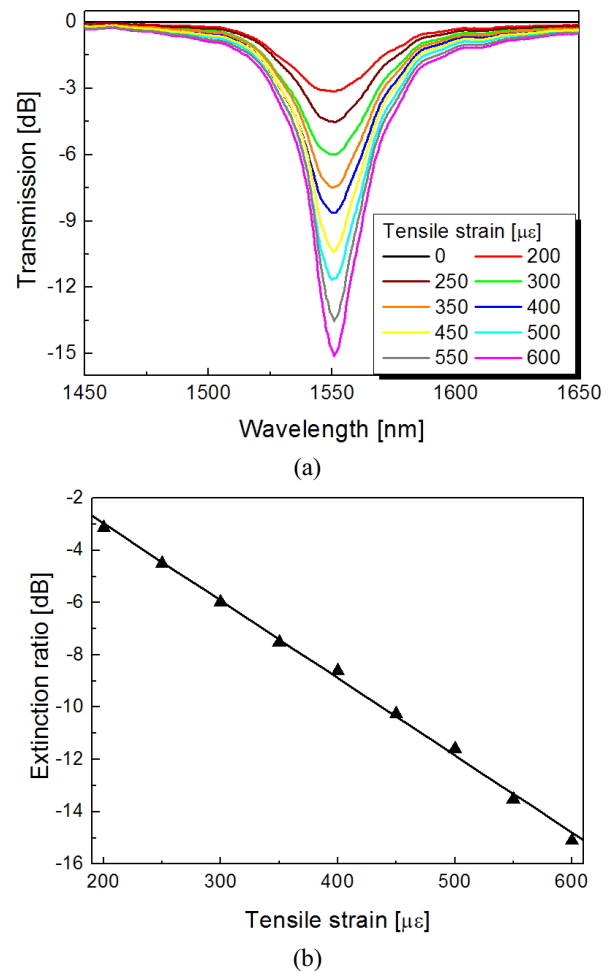 0
-3
-6
-9
-12
-15
Transmission [dB]
Tensile strain [με]
0 200
250 300
350 400
450 500
550 600
1450 1500 1550 1600 1650
Wavelength [nm]
(a)
-2
-4
-6
-8
-10
-12
-14
-16
Extinction ratio [dB]
200 300 400 500 600
Tensile strain [με]
(b)